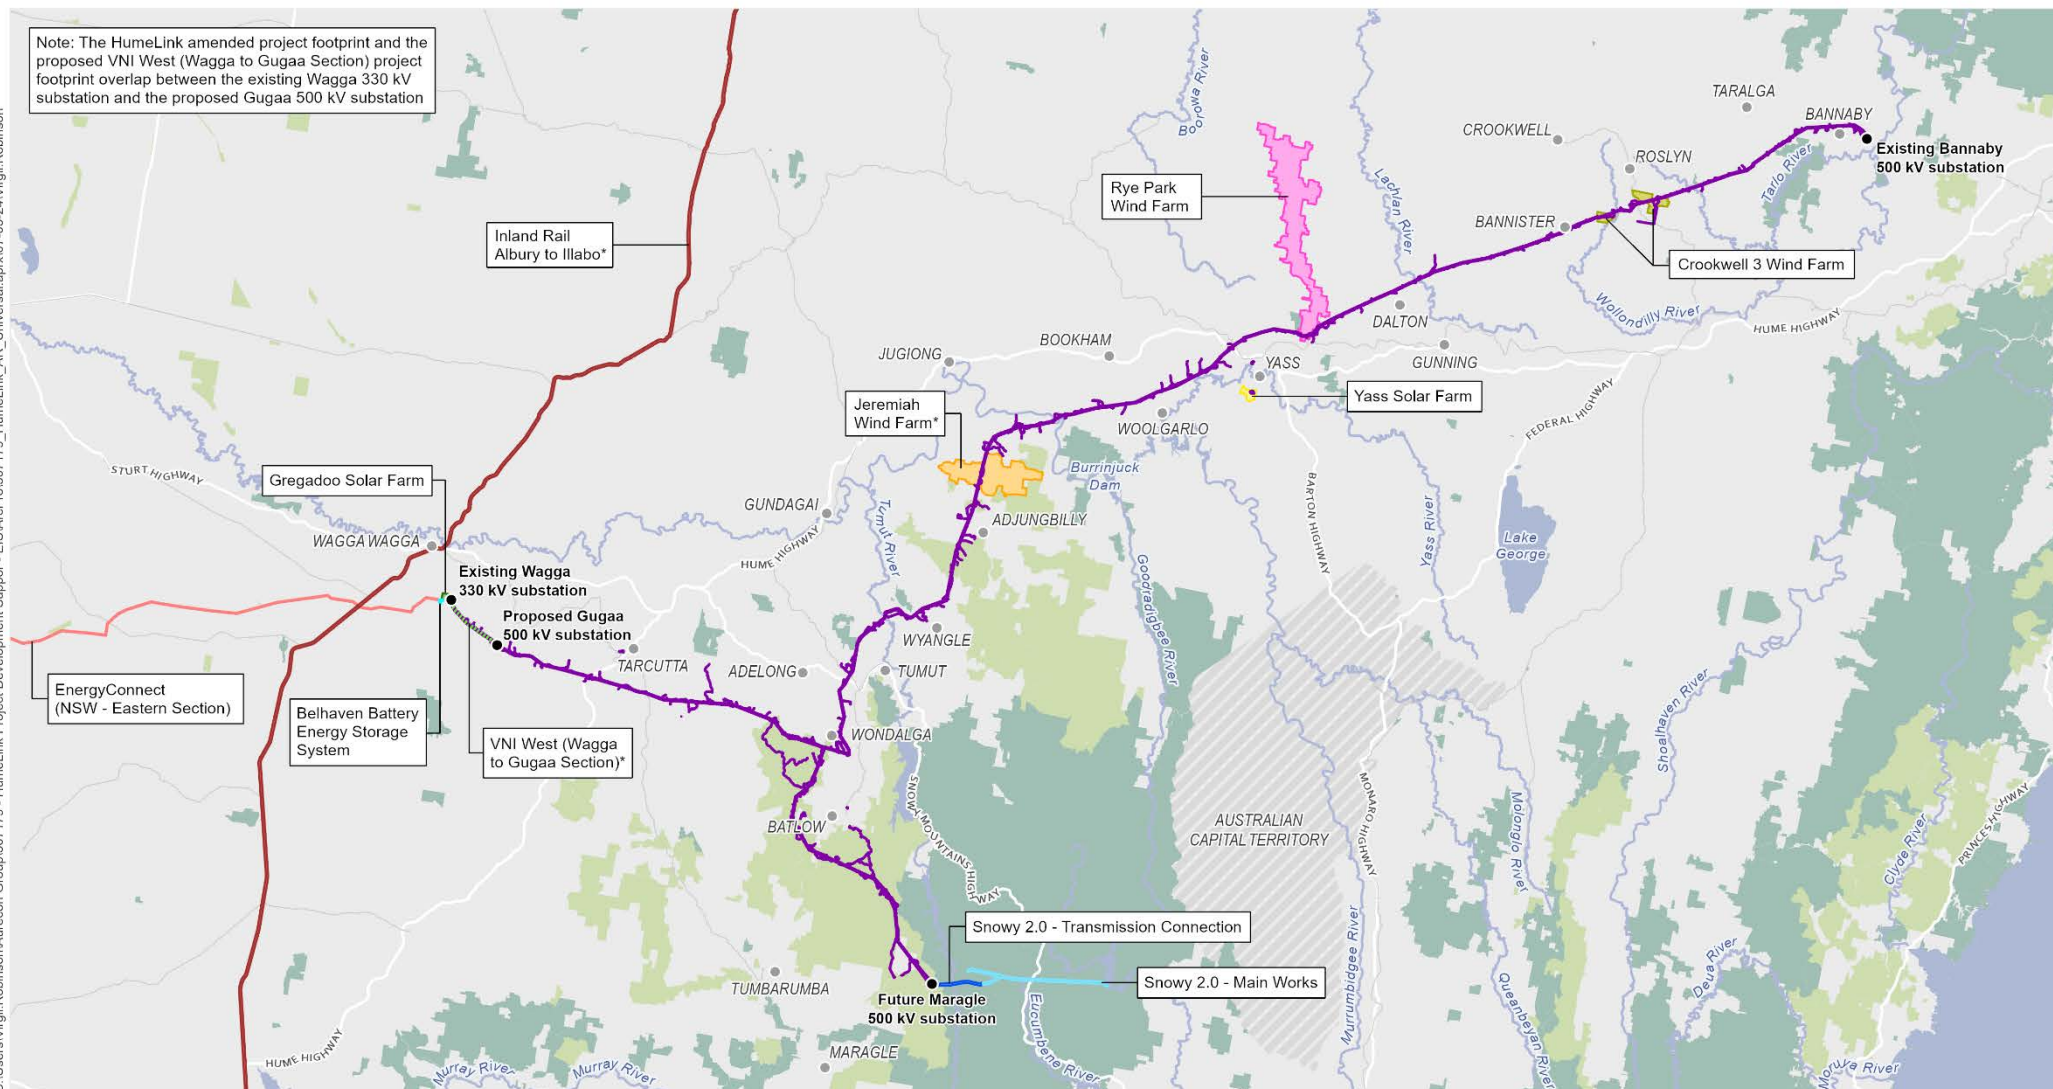 Note: The HumeLink amended project footprint and the
proposed VNI West (Wagga to Gugaa Section) project
footprint overlap between the existing Wagga 330 kV
substation and the proposed Gugaa 500 kV substation
Boorowa River
TARALGA
BANNABY
CROOKWELL
Existing Bannaby
500 kV substation
ROSLYN
Tarlo River
Rye Park
Wind Farm
Lachlan River
BANNISTER
Inland Rail
Albury to Illabo*
Crookwell 3 Wind Farm
Wollondilly River
HUME HIGHWAY
DALTON
BOOKHAM
JUGIONG
YASS
GUNNING
Yass Solar Farm
FEDERAL HIGHWAY
Jeremiah
Wind Farm*
WOOLGARLO
Burrinjuck
Dam
STURT HIGHWAY
Gregadoo Solar Farm
GUNDAGAI
Tumut River
ADJUNGBILLY
BARTON HIGHWAY
Yass River
Lake
George
WAGGA WAGGA
HUME HIGHWAY
Goodradigbee River
Existing Wagga
330 kV substation
Proposed Gugaa
500 kV substation
WYANGLE
TARCUTTA
ADELONG
TUMUT
EnergyConnect
(NSW - Eastern Section)
Belhaven Battery
Energy Storage
System
VNI West (Wagga
to Gugaa Section)*
WONDALGA
Shoalhaven River
SNOWY MOUNTAINS HIGHWAY
MONARO HIGHWAY
Molonglo River
PRINCES HIGHWAY
BATLOW
AUSTRALIAN
CAPITAL TERRITORY
Clyde River
Snowy 2.0 - Transmission Connection
Murrumbidgee River
Deua River
Snowy 2.0 - Main Works
TUMBARUMBA
Future Maragle
500 kV substation
Queanbeyan River
Eucumbene River
HUME HIGHWAY
MARAGLE
Murray River
Murray River
Moruya River